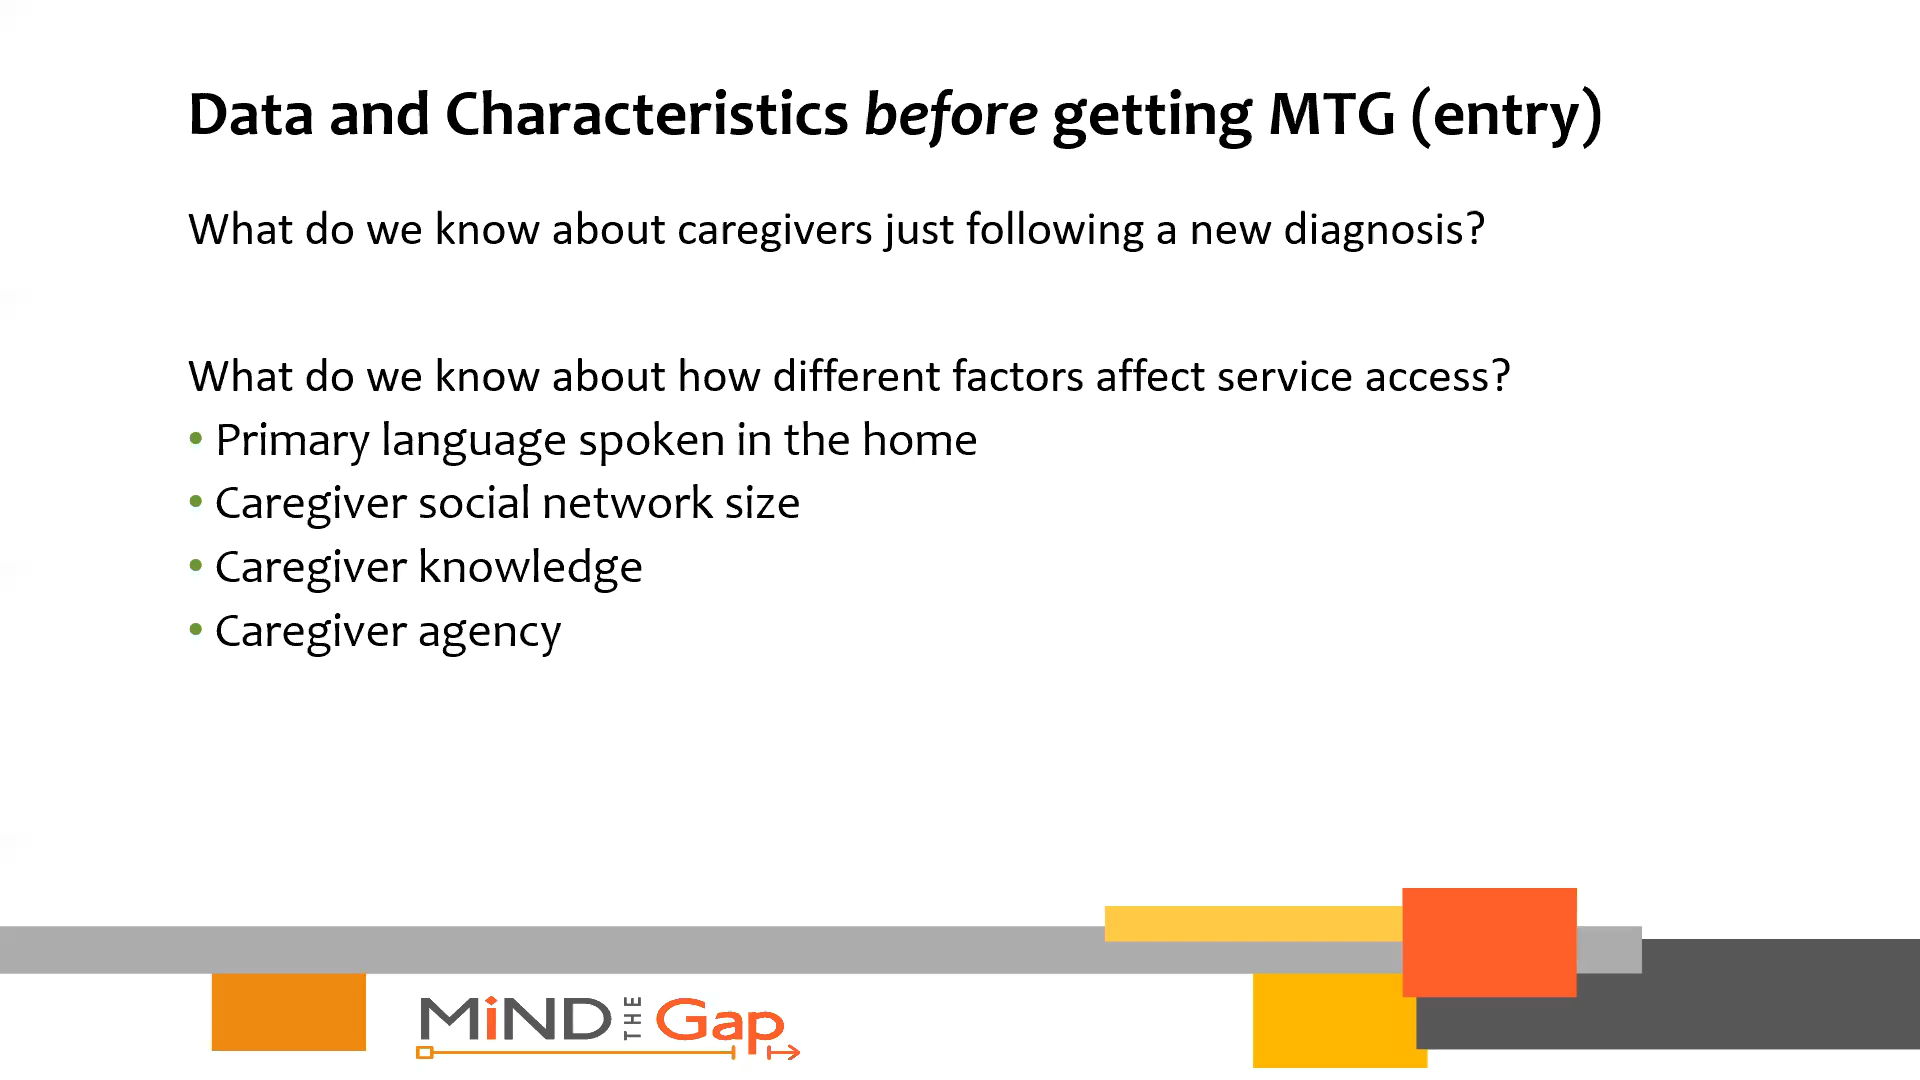 Data and Characteristics before getting MTG (entry)
What do we know about caregivers just following a new diagnosis?
What do we know about how different factors affect service access?
• Primary language spoken in the home
• Caregiver social network size
• Caregiver knowledge
• Caregiver agency
MiND THE Gap